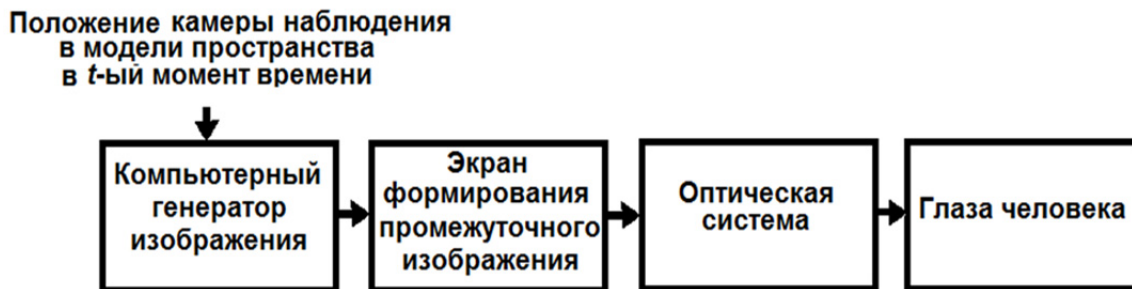 Положение камеры наблюдения
в модели пространства
в t-ый момент времени
Компьютерный
генератор
изображения
Экран
формирования
промежуточного
изображения
Оптическая
система
Глаза человека